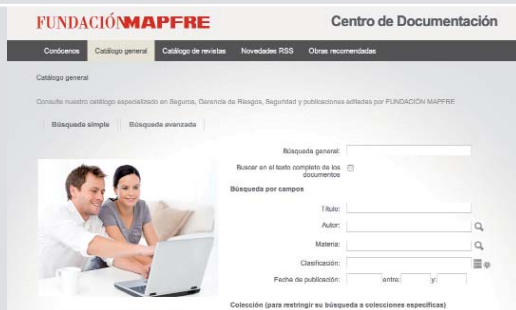 FUNDACIÓNMAPFRE
Centro de Documentación
Conócenos Catálogo general Catálogo de revistas Novedades RSS Obras recomendadas
Catálogo general
Consulte nuestro catálogo especializado en Seguros, Gerencia de Riesgos, Seguridad y publicaciones editadas por FUNDACIÓN MAPFRE
Búsqueda simple Búsqueda avanzada
Búsqueda general:
Buscar en el texto completo de los
documentos
Búsqueda por campos
Título:
Autor:
Materia:
Clasificación:
Fecha de publicación: entre: y:
Colección (para restringir su búsqueda a colecciones específicas)